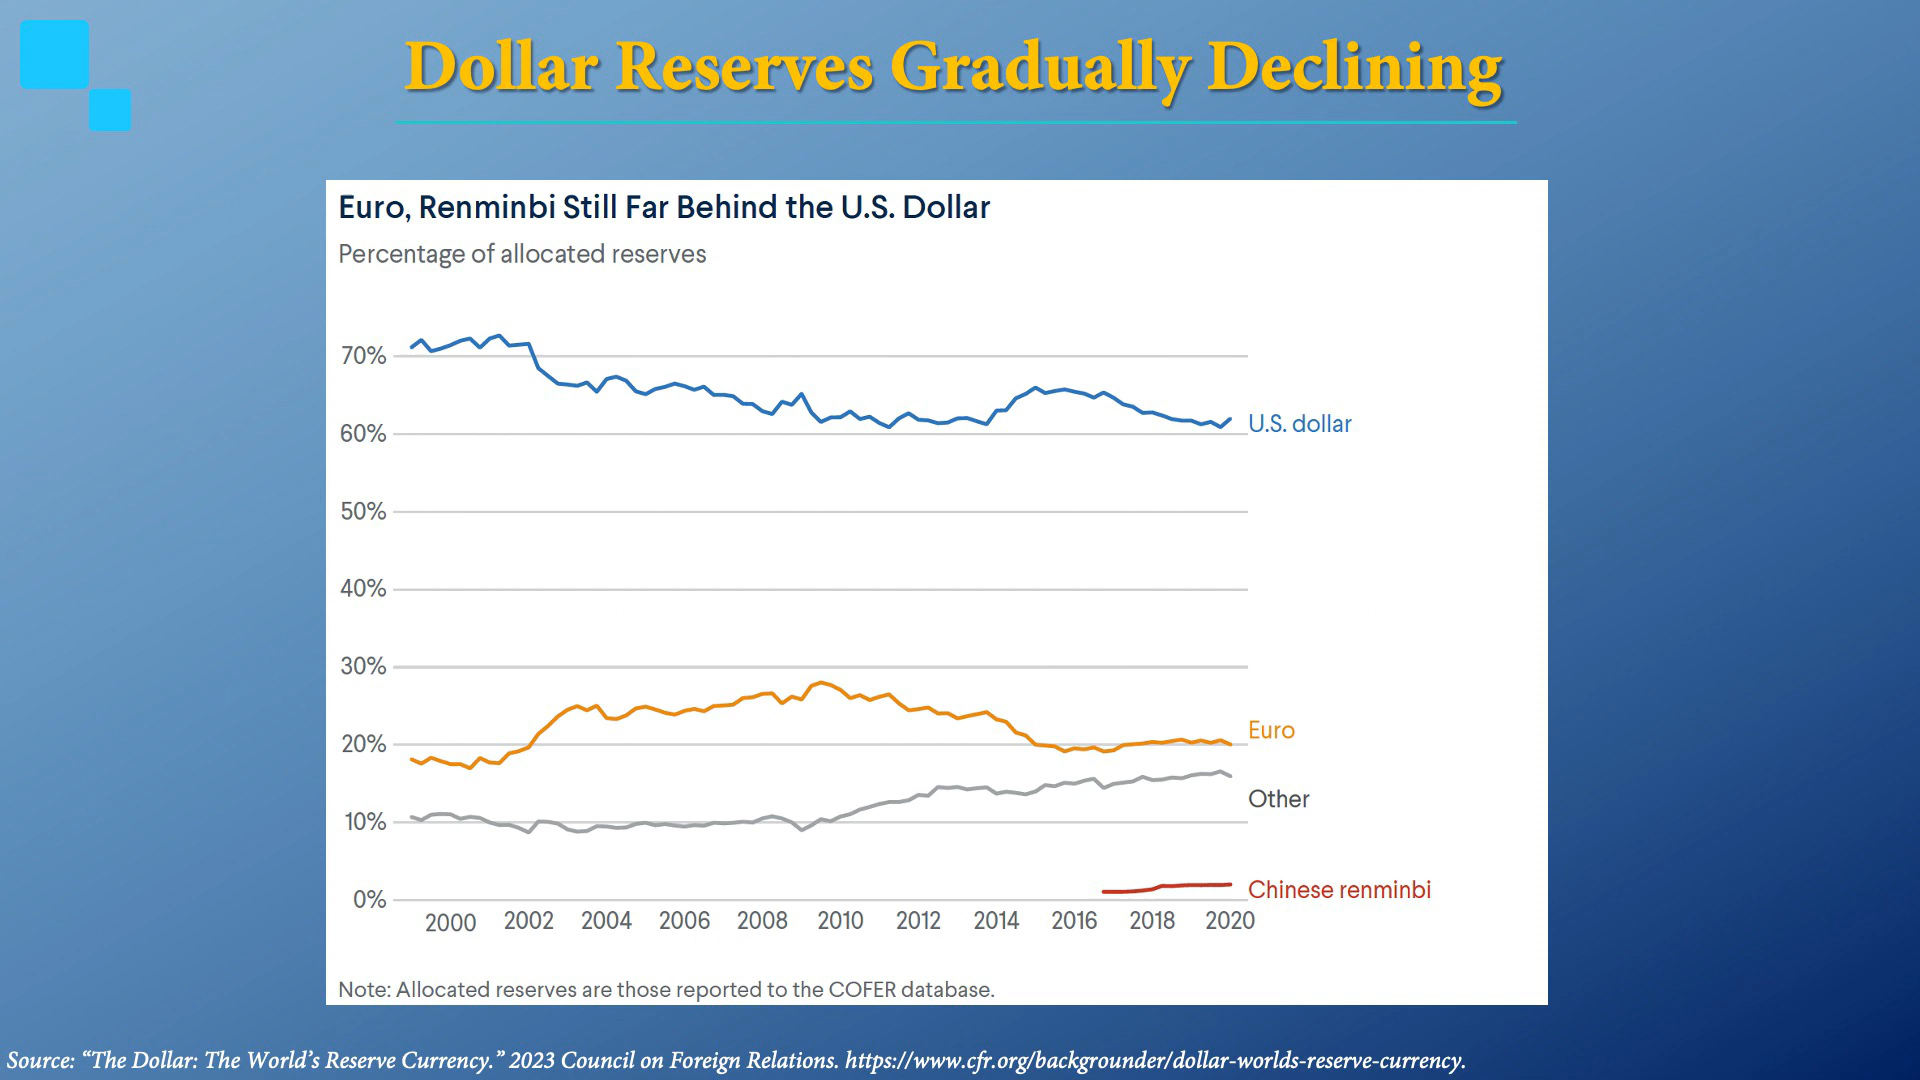 Dollar Reserves Gradually Declining
Euro, Renminbi Still Far Behind the U.S. Dollar
Percentage of allocated reserves
70%
60%
50%
40%
30%
20%
10%
0%
U.S. dollar
Euro
Other
Chinese renminbi
2000 2002 2004 2006 2008 2010 2012 2014 2016 2018 2020
Note: Allocated reserves are those reported to the COFER database.
Source: “The Dollar: The World’s Reserve Currency.” 2023 Council on Foreign Relations. https://www.cfr.org/backgrounder/dollar-worlds-reserve-currency.